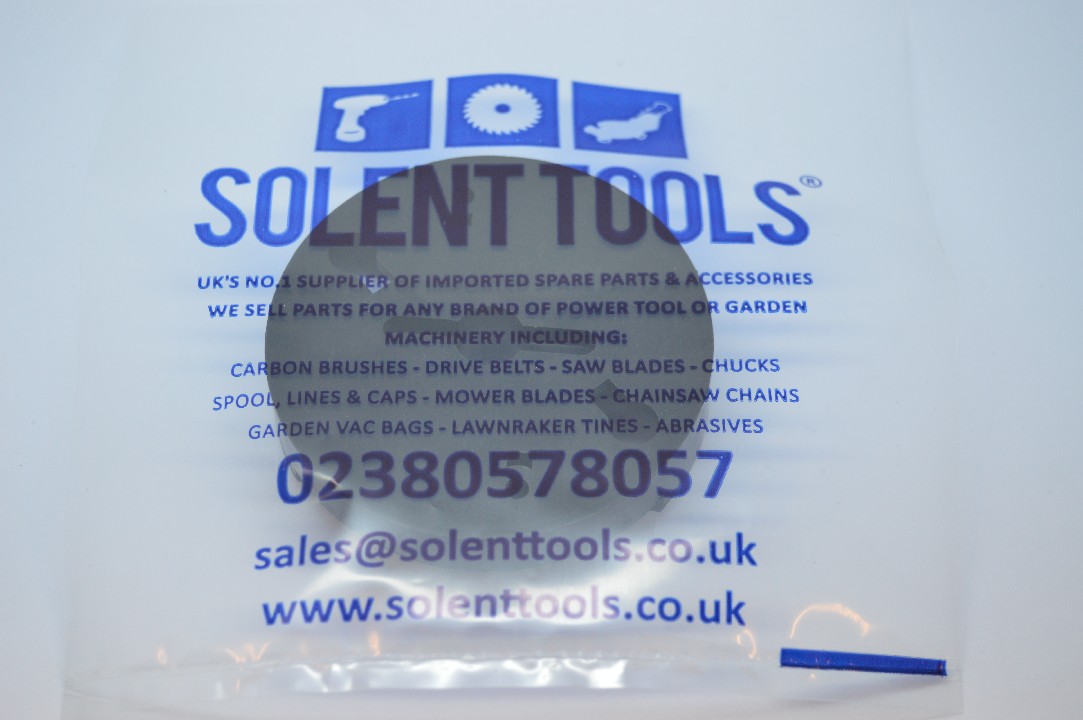 SOLENT TOOLS®
UK'S NO.1 SUPPLIER OF IMPORTED SPARE PARTS & ACCESSORIES
WE SELL PARTS FOR ANY BRAND OF POWER TOOL OR GARDEN
MACHINERY INCLUDING:
CARBON BRUSHES - DRIVE BELTS - SAW BLADES - CHUCKS
SPOOL, LINES & CAPS - MOWER BLADES - CHAINSAW CHAINS
GARDEN VAC BAGS - LAWNRAKER TINES - ABRASIVES
02380578057
sales@solenttools.co.uk
www.solenttools.co.uk